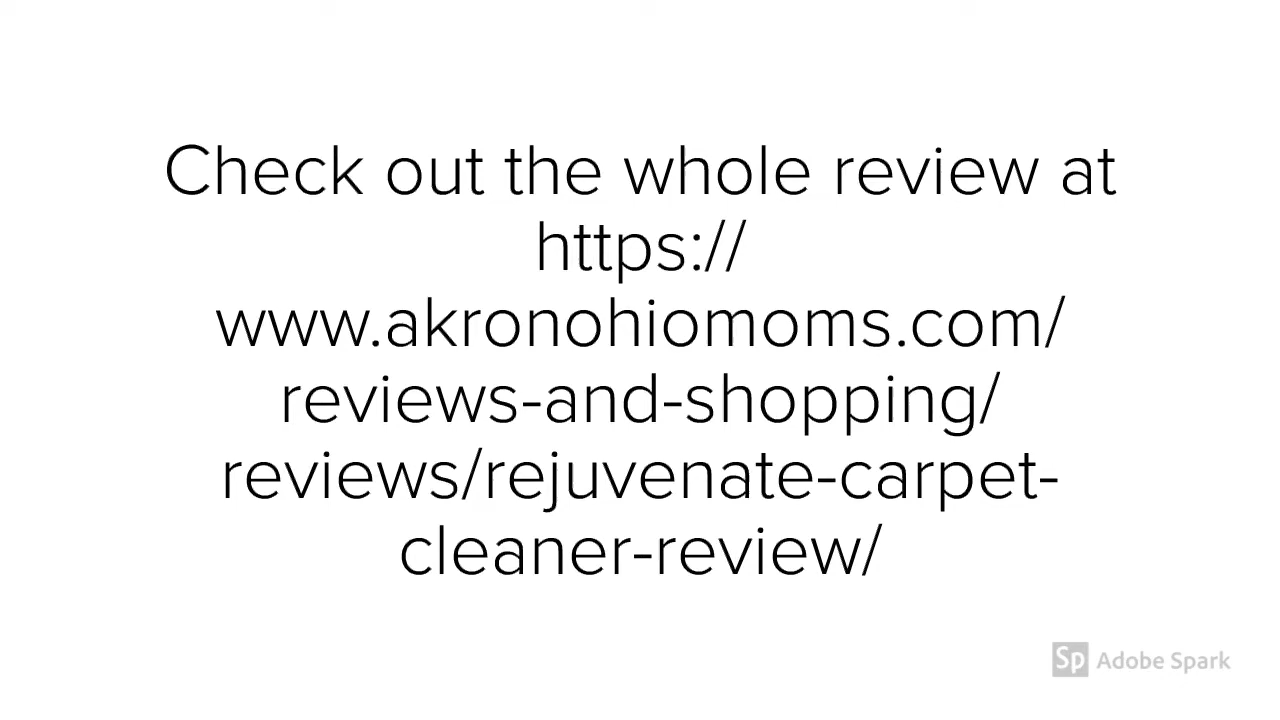 Check out the whole review at
https://
www.akronohiomoms.com/
reviews-and-shopping/
reviews/rejuvenate-carpet-
cleaner-review/
Sp Adobe Spark